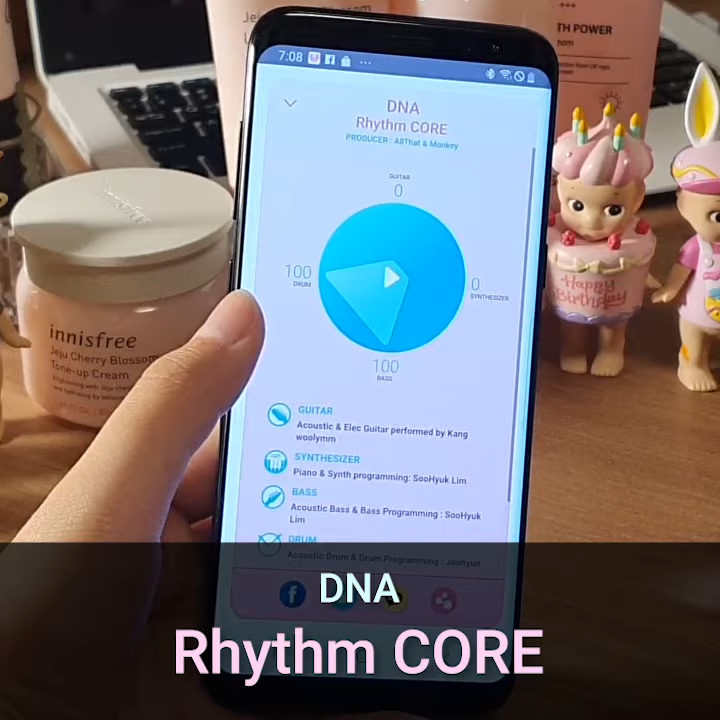 TH POWER
7:08
DNA
Rhythm CORE
PRODUCER : AllThat & Monkey
GUITAR
0
100
DRUM
0
SYNTHESIZER
100
BASS
innisfree
Jeju Cherry Blossom
Tone-up Cream
Happy
Birthday
GUITAR
Acoustic & Elec Guitar performed by Kang
woolymm
SYNTHESIZER
Piano & Synth programming: SooHyuk Lim
BASS
Acoustic Bass & Bass Programming : SooHyuk
Lim
DRUM
Acoustic Drum & Drum Programming : Joohyun
DNA
Rhythm CORE